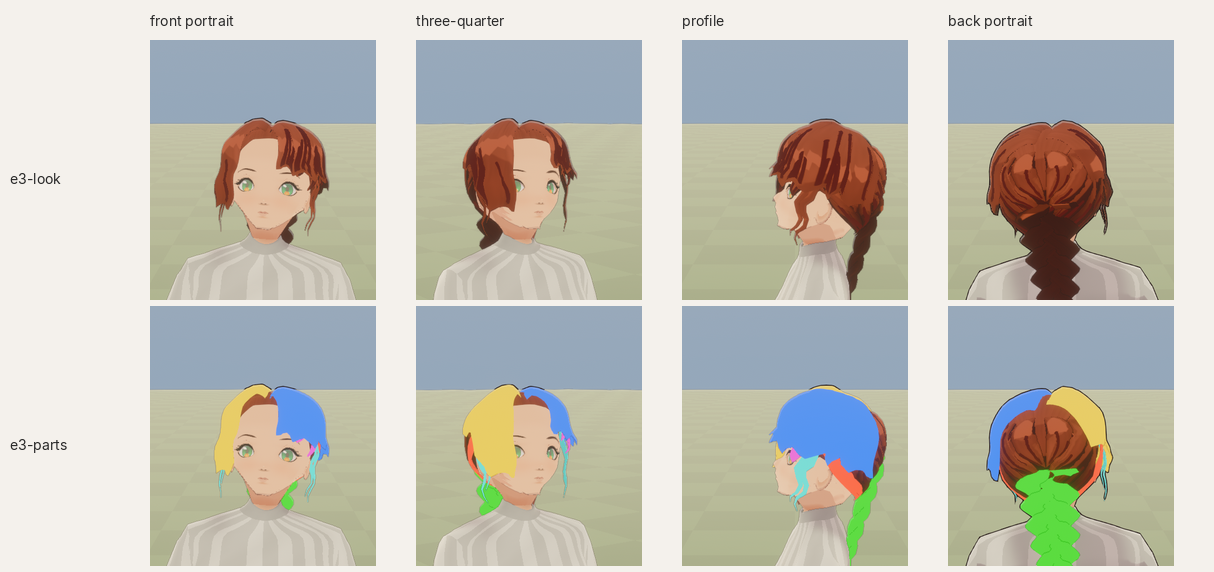 front portrait
three-quarter
profile
back portrait
e3-look
e3-parts